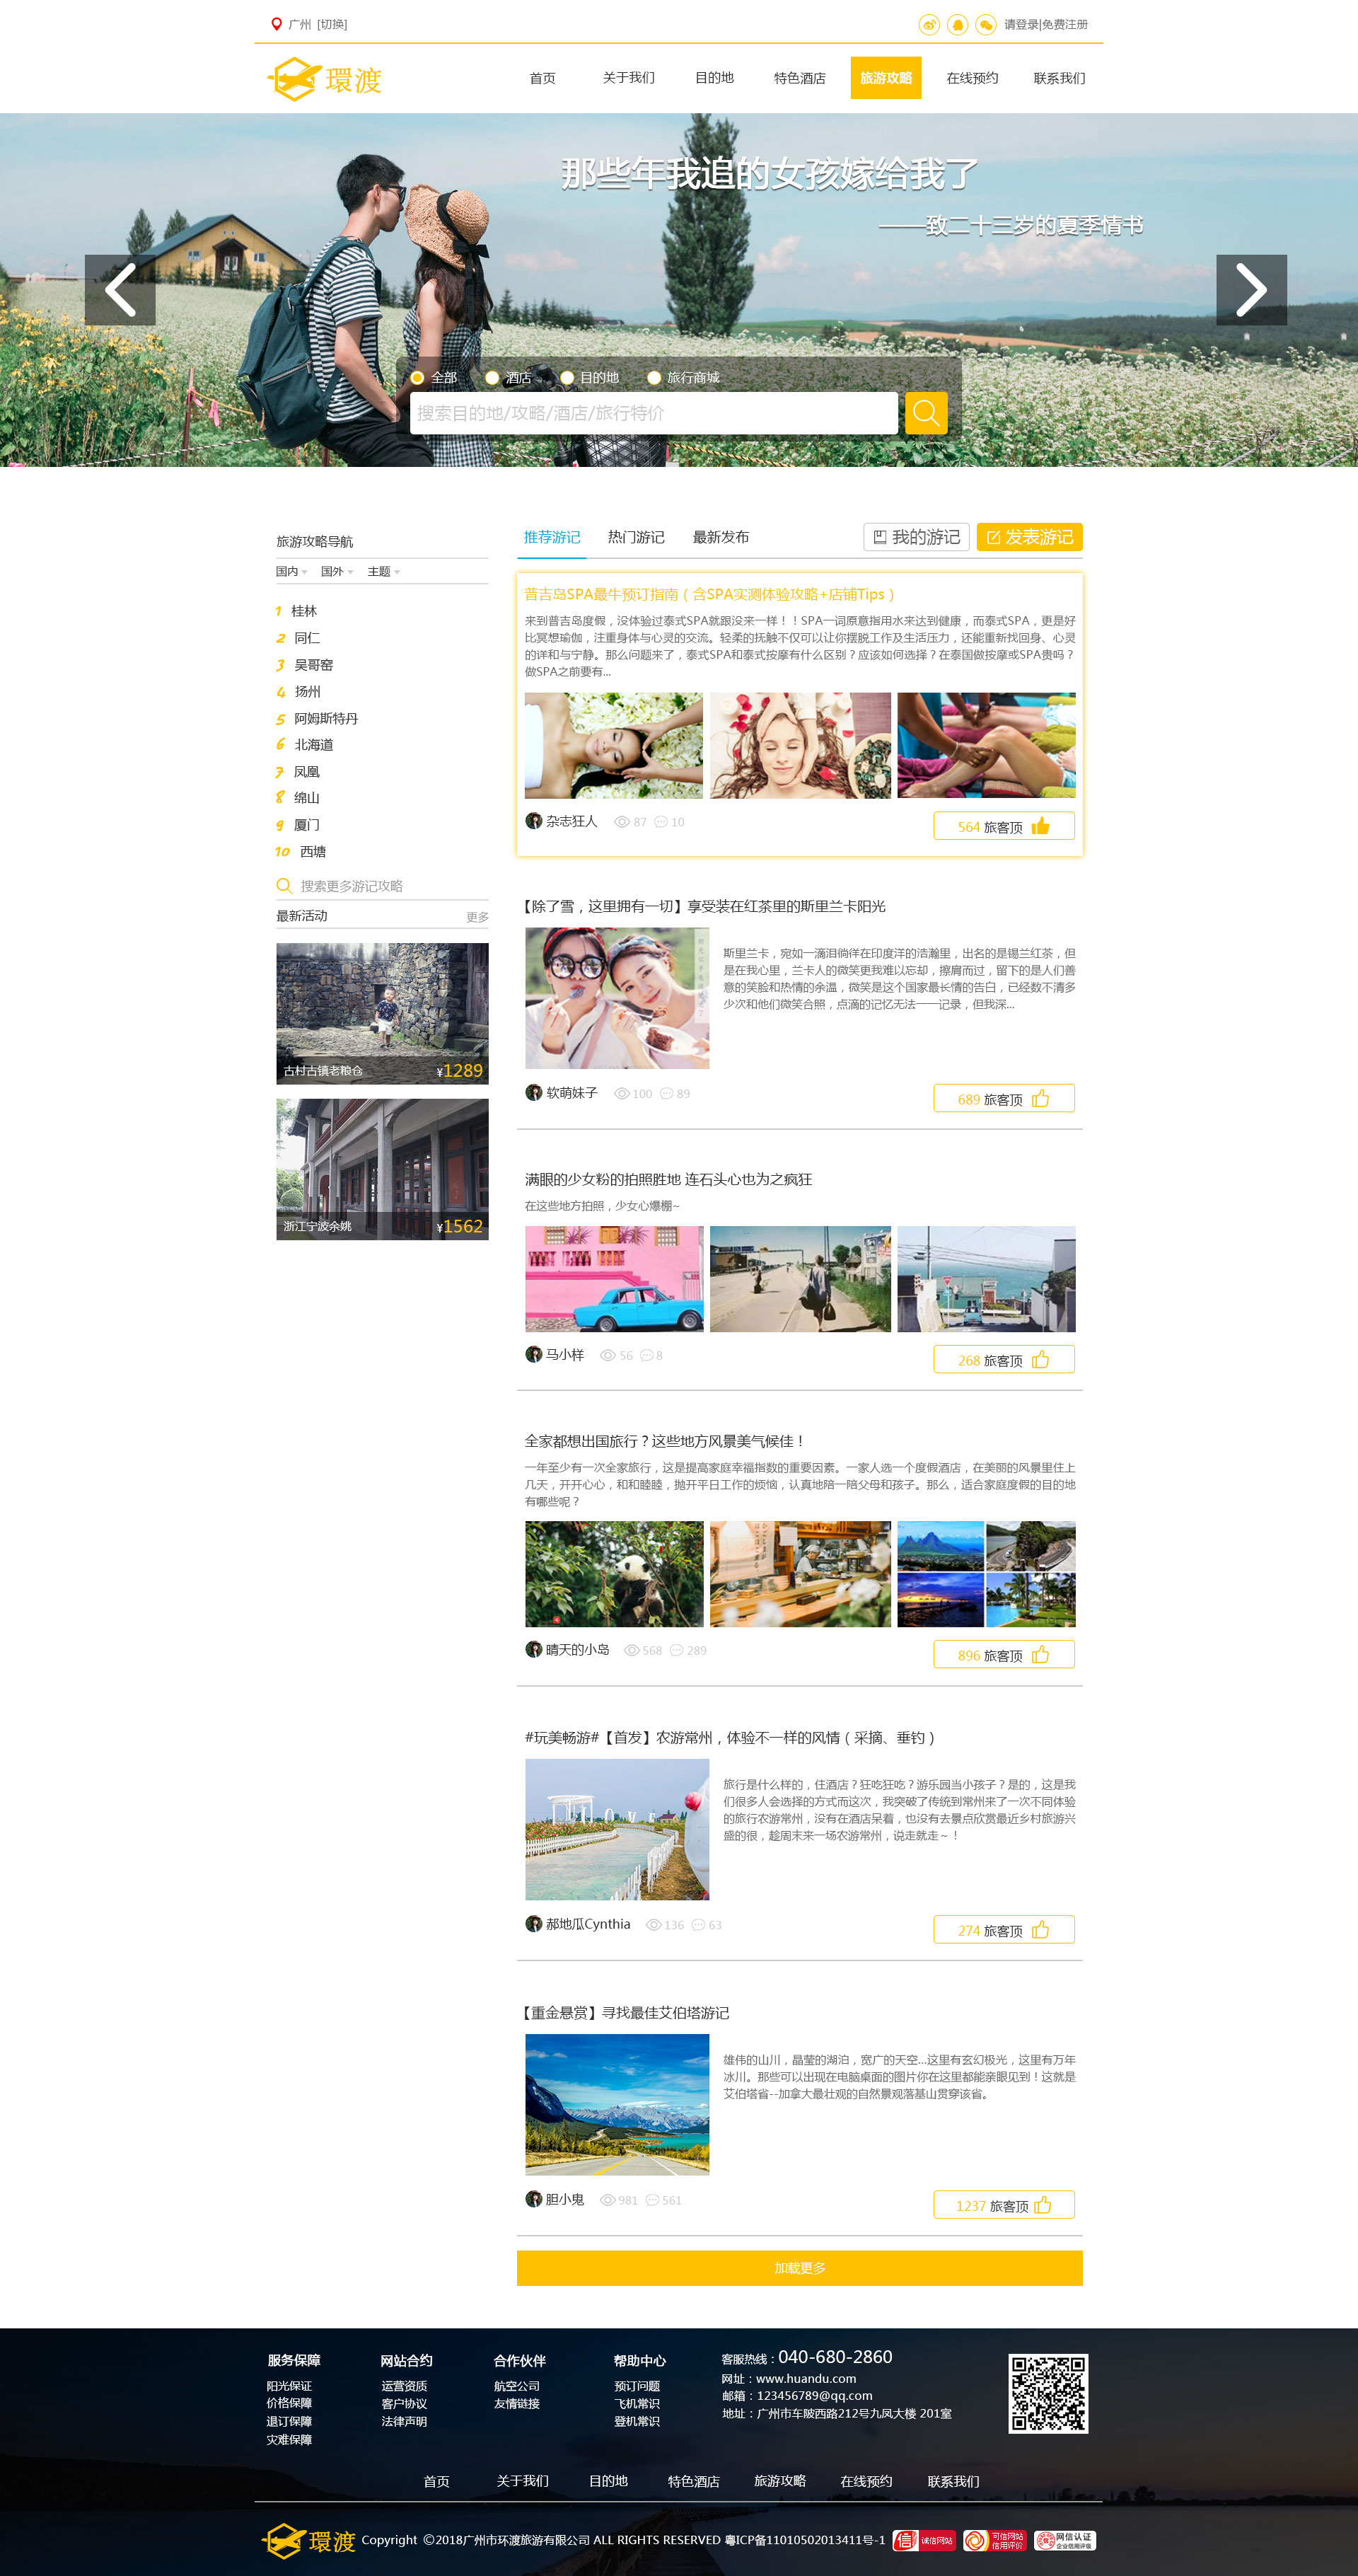 广州 [切换]
请登录|免费注册
環渡
首页 关于我们 目的地 特色酒店 旅游攻略 在线预约 联系我们
那些年我追的女孩嫁给我了
——致二十三岁的夏季情书
全部 酒店 目的地 旅行商城
搜索目的地/攻略/酒店/旅行特价
旅游攻略导航
国内 国外 主题
1 桂林
2 同仁
3 吴哥窑
4 扬州
5 阿姆斯特丹
6 北海道
7 凤凰
8 绵山
9 厦门
10 西塘
搜索更多游记攻略
最新活动 更多
古村古镇老粮仓 ¥1289
浙江宁波余姚 ¥1562
推荐游记 热门游记 最新发布 我的游记 发表游记
普吉岛SPA最牛预订指南（含SPA实测体验攻略+店铺Tips）
来到普吉岛度假，没体验过泰式SPA就跟没来一样！！SPA一词原意指用水来达到健康，而泰式SPA，更是好
比冥想瑜伽，注重身体与心灵的交流。轻柔的抚触不仅可以让你摆脱工作及生活压力，还能重新找回身、心灵
的详和与宁静。那么问题来了，泰式SPA和泰式按摩有什么区别？应该如何选择？在泰国做按摩或SPA贵吗？
做SPA之前要有...
杂志狂人 87 10 564 旅客顶
【除了雪，这里拥有一切】享受装在红茶里的斯里兰卡阳光
斯里兰卡，宛如一滴泪徜徉在印度洋的浩瀚里，出名的是锡兰红茶，但
是在我心里，兰卡人的微笑更我难以忘却，擦肩而过，留下的是人们善
意的笑脸和热情的余温，微笑是这个国家最长情的告白，已经数不清多
少次和他们微笑合照，点滴的记忆无法一一记录，但我深...
软萌妹子 100 89 689 旅客顶
满眼的少女粉的拍照胜地 连石头心也为之疯狂
在这些地方拍照，少女心爆棚~
马小样 56 8 268 旅客顶
全家都想出国旅行？这些地方风景美气候佳！
一年至少有一次全家旅行，这是提高家庭幸福指数的重要因素。一家人选一个度假酒店，在美丽的风景里住上
几天，开开心心，和和睦睦，抛开平日工作的烦恼，认真地陪一陪父母和孩子。那么，适合家庭度假的目的地
有哪些呢？
晴天的小岛 568 289 896 旅客顶
#玩美畅游#【首发】农游常州，体验不一样的风情（采摘、垂钓）
LOVE
旅行是什么样的，住酒店？狂吃狂吃？游乐园当小孩子？是的，这是我
们很多人会选择的方式而这次，我突破了传统到常州来了一次不同体验
的旅行农游常州，没有在酒店呆着，也没有去景点欣赏最近乡村旅游兴
盛的很，趁周末来一场农游常州，说走就走～！
郝地瓜Cynthia 136 63 274 旅客顶
【重金悬赏】寻找最佳艾伯塔游记
雄伟的山川，晶莹的湖泊，宽广的天空...这里有玄幻极光，这里有万年
冰川。那些可以出现在电脑桌面的图片你在这里都能亲眼见到！这就是
艾伯塔省--加拿大最壮观的自然景观落基山贯穿该省。
胆小鬼 981 561 1237 旅客顶
加载更多
服务保障
阳光保证
价格保障
退订保障
灾难保障
网站合约
运营资质
客户协议
法律声明
合作伙伴
航空公司
友情链接
帮助中心
预订问题
飞机常识
登机常识
客服热线：040-680-2860
网址：www.huandu.com
邮箱：123456789@qq.com
地址：广州市车陂西路212号九凤大楼 201室
首页 关于我们 目的地 特色酒店 旅游攻略 在线预约 联系我们
環渡 Copyright ©2018广州市环渡旅游有限公司 ALL RIGHTS RESERVED 粤ICP备11010502013411号-1
诚信网站
可信网站
信用评价
网信认证
企业信用评级